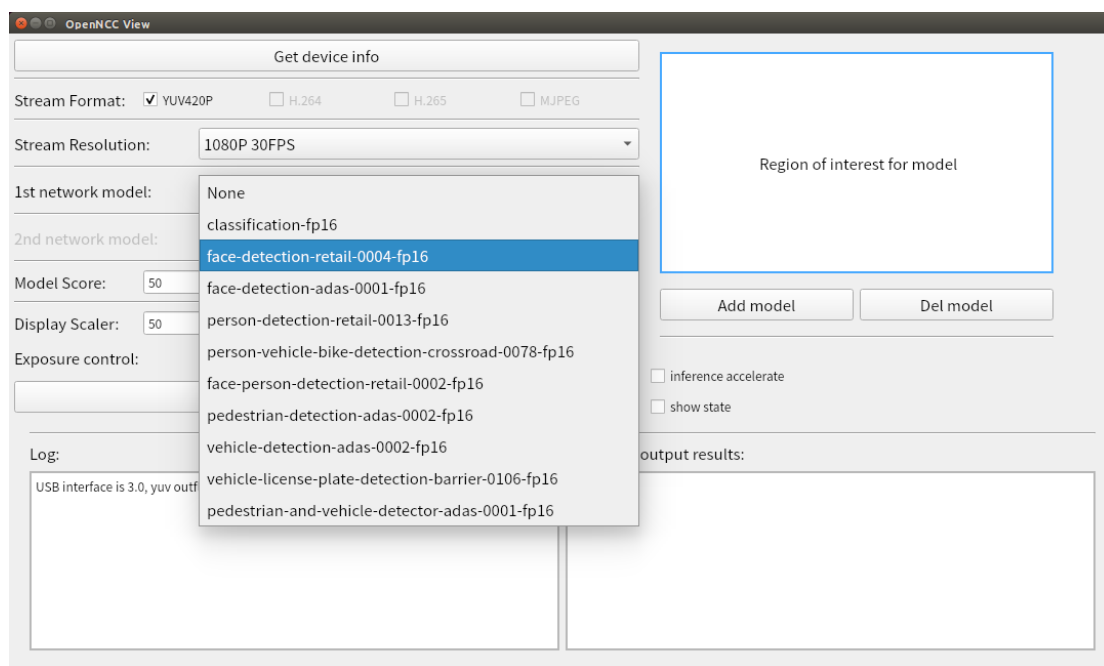 OpenNCC View
Get device info
Stream Format: YUV420P H.264 H.265 MJPEG
Stream Resolution: 1080P 30FPS
1st network model:
None
classification-fp16
face-detection-retail-0004-fp16
face-detection-adas-0001-fp16
person-detection-retail-0013-fp16
person-vehicle-bike-detection-crossroad-0078-fp16
face-person-detection-retail-0002-fp16
pedestrian-detection-adas-0002-fp16
vehicle-detection-adas-0002-fp16
vehicle-license-plate-detection-barrier-0106-fp16
pedestrian-and-vehicle-detector-adas-0001-fp16
2nd network model:
Model Score: 50
Display Scaler: 50
Exposure control:
Region of interest for model
Add model Del model
inference accelerate
show state
Log:
USB interface is 3.0, yuv outf
output results: